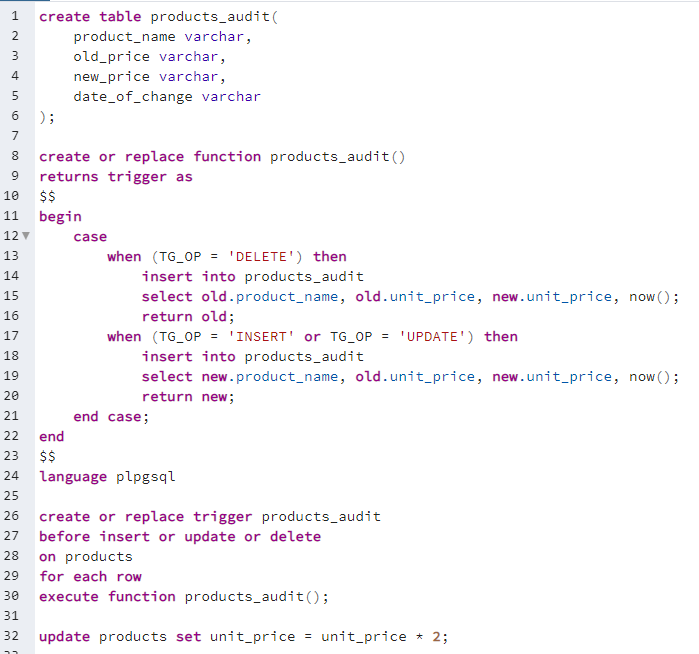 1 create table products_audit(
2     product_name varchar,
3     old_price varchar,
4     new_price varchar,
5     date_of_change varchar
6 );
7
8 create or replace function products_audit()
9 returns trigger as
10 $$
11 begin
12     case
13         when (TG_OP = 'DELETE') then
14             insert into products_audit
15             select old.product_name, old.unit_price, new.unit_price, now();
16             return old;
17         when (TG_OP = 'INSERT' or TG_OP = 'UPDATE') then
18             insert into products_audit
19             select new.product_name, old.unit_price, new.unit_price, now();
20             return new;
21     end case;
22 end
23 $$
24 language plpgsql
25
26 create or replace trigger products_audit
27 before insert or update or delete
28 on products
29 for each row
30 execute function products_audit();
31
32 update products set unit_price = unit_price * 2;